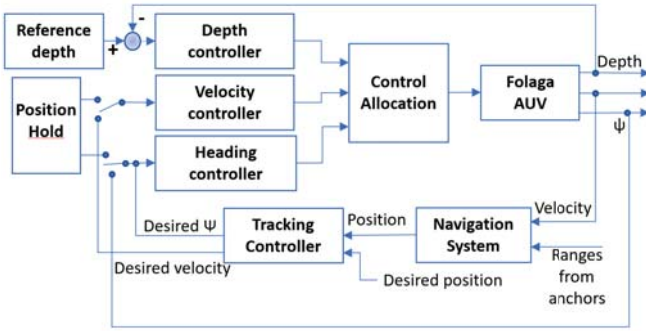 -
Reference
depth
+
Depth
controller
Depth
Position
Hold
Velocity
controller
Control
Allocation
Folaga
AUV
Ψ
Heading
controller
Velocity
Desired Ψ
Tracking
Controller
Position
Navigation
System
Desired velocity
Desired position
Ranges
from
anchors